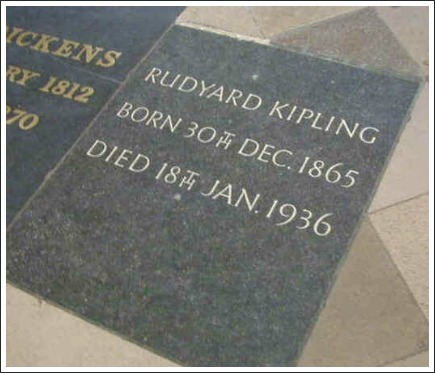 ICKENS
RY 1812
70
RUDYARD KIPLING
BORN 30TH DEC. 1865
DIED 18TH JAN. 1936